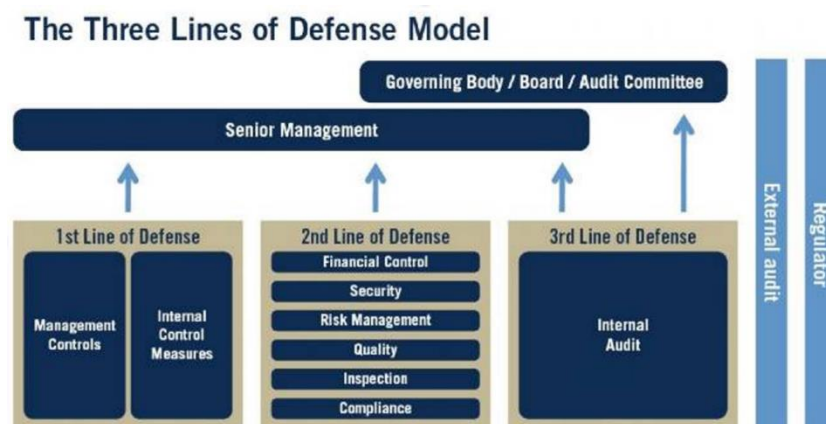 The Three Lines of Defense Model
Governing Body / Board / Audit Committee
Senior Management
1st Line of Defense
Management
Controls
Internal
Control
Measures
2nd Line of Defense
Financial Control
Security
Risk Management
Quality
Inspection
Compliance
3rd Line of Defense
Internal
Audit
External audit
Regulator